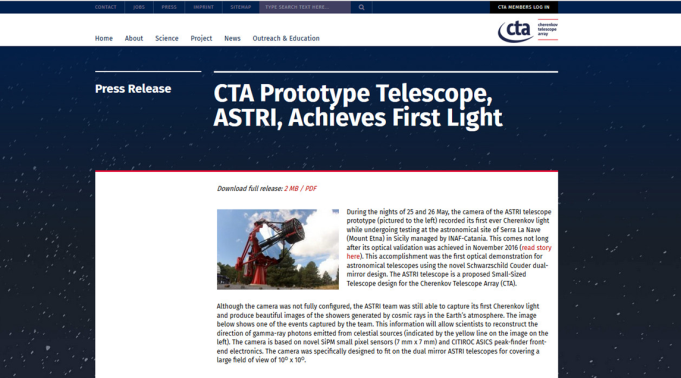 CONTACT JOBS PRESS IMPRINT SITEMAP TYPE SEARCH TEXT HERE... CTA MEMBERS LOG IN
Home About Science Project News Outreach & Education
cta cherenkov
telescope
array
Press Release
CTA Prototype Telescope,
ASTRI, Achieves First Light
Download full release: 2 MB / PDF
During the nights of 25 and 26 May, the camera of the ASTRI telescope
prototype (pictured to the left) recorded its first ever Cherenkov light
while undergoing testing at the astronomical site of Serra La Nave
(Mount Etna) in Sicily managed by INAF-Catania. This comes not long
after its optical validation was achieved in November 2016 (read story
here). This accomplishment was the first optical demonstration for
astronomical telescopes using the novel Schwarzschild Couder dual-
mirror design. The ASTRI telescope is a proposed Small-Sized
Telescope design for the Cherenkov Telescope Array (CTA).
Although the camera was not fully configured, the ASTRI team was still able to capture its first Cherenkov light
and produce beautiful images of the showers generated by cosmic rays in the Earth's atmosphere. The image
below shows one of the events captured by the team. This information will allow scientists to reconstruct the
direction of gamma-ray photons emitted from celestial sources (indicated by the yellow line on the image on the
left). The camera is based on novel SiPM small pixel sensors (7 mm x 7 mm) and CITIROC ASICS peak-finder front-
end electronics. The camera was specifically designed to fit on the dual mirror ASTRI telescopes for covering a
large field of view of 10° x 10°.